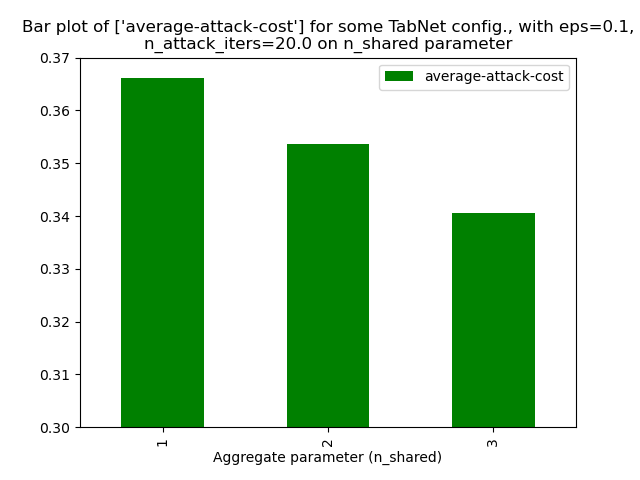 Bar plot of ['average-attack-cost'] for some TabNet config., with eps=0.1,
n_attack_iters=20.0 on n_shared parameter
average-attack-cost
0.37
0.36
0.35
0.34
0.33
0.32
0.31
0.30
1
2
3
Aggregate parameter (n_shared)